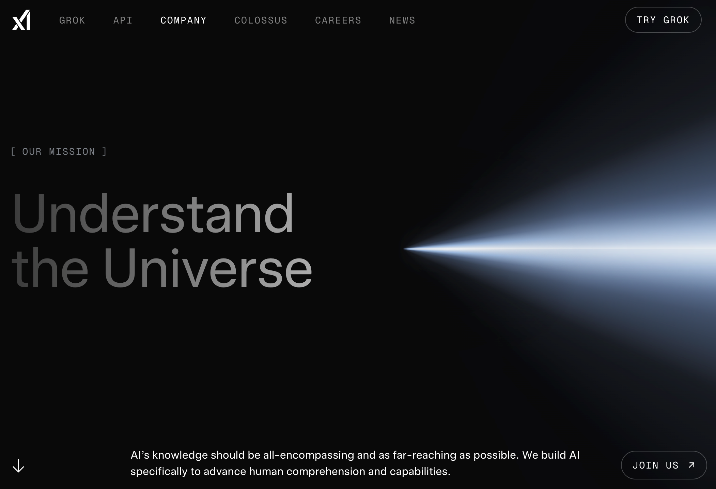 xI
GROK API COMPANY COLOSSUS CAREERS NEWS TRY GROK
[ OUR MISSION ]
Understand
the Universe
AI’s knowledge should be all-encompassing and as far-reaching as possible. We build AI
specifically to advance human comprehension and capabilities.
JOIN US